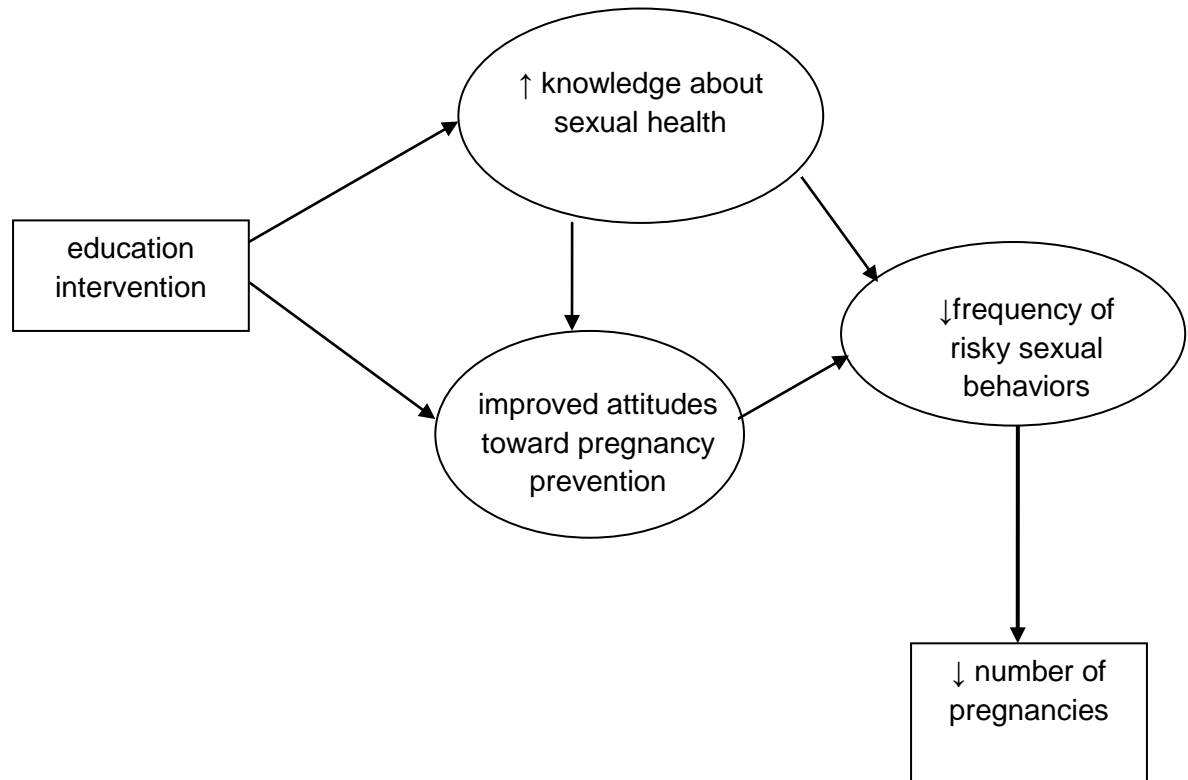 ↑ knowledge about
sexual health
education
intervention
↓frequency of
risky sexual
behaviors
improved attitudes
toward pregnancy
prevention
↓ number of
pregnancies